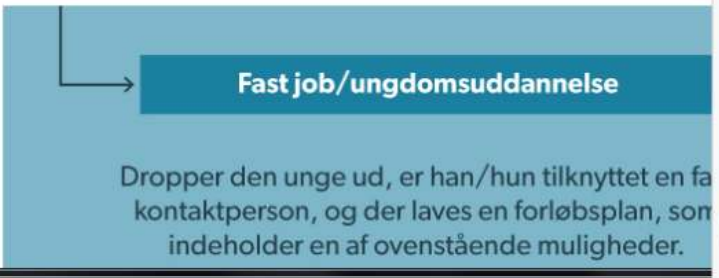 Fast job/ungdomsuddannelse
Dropper den unge ud, er han/hun tilknyttet en fa
kontaktperson, og der laves en forløbsplan, som
indeholder en af ovenstående muligheder.